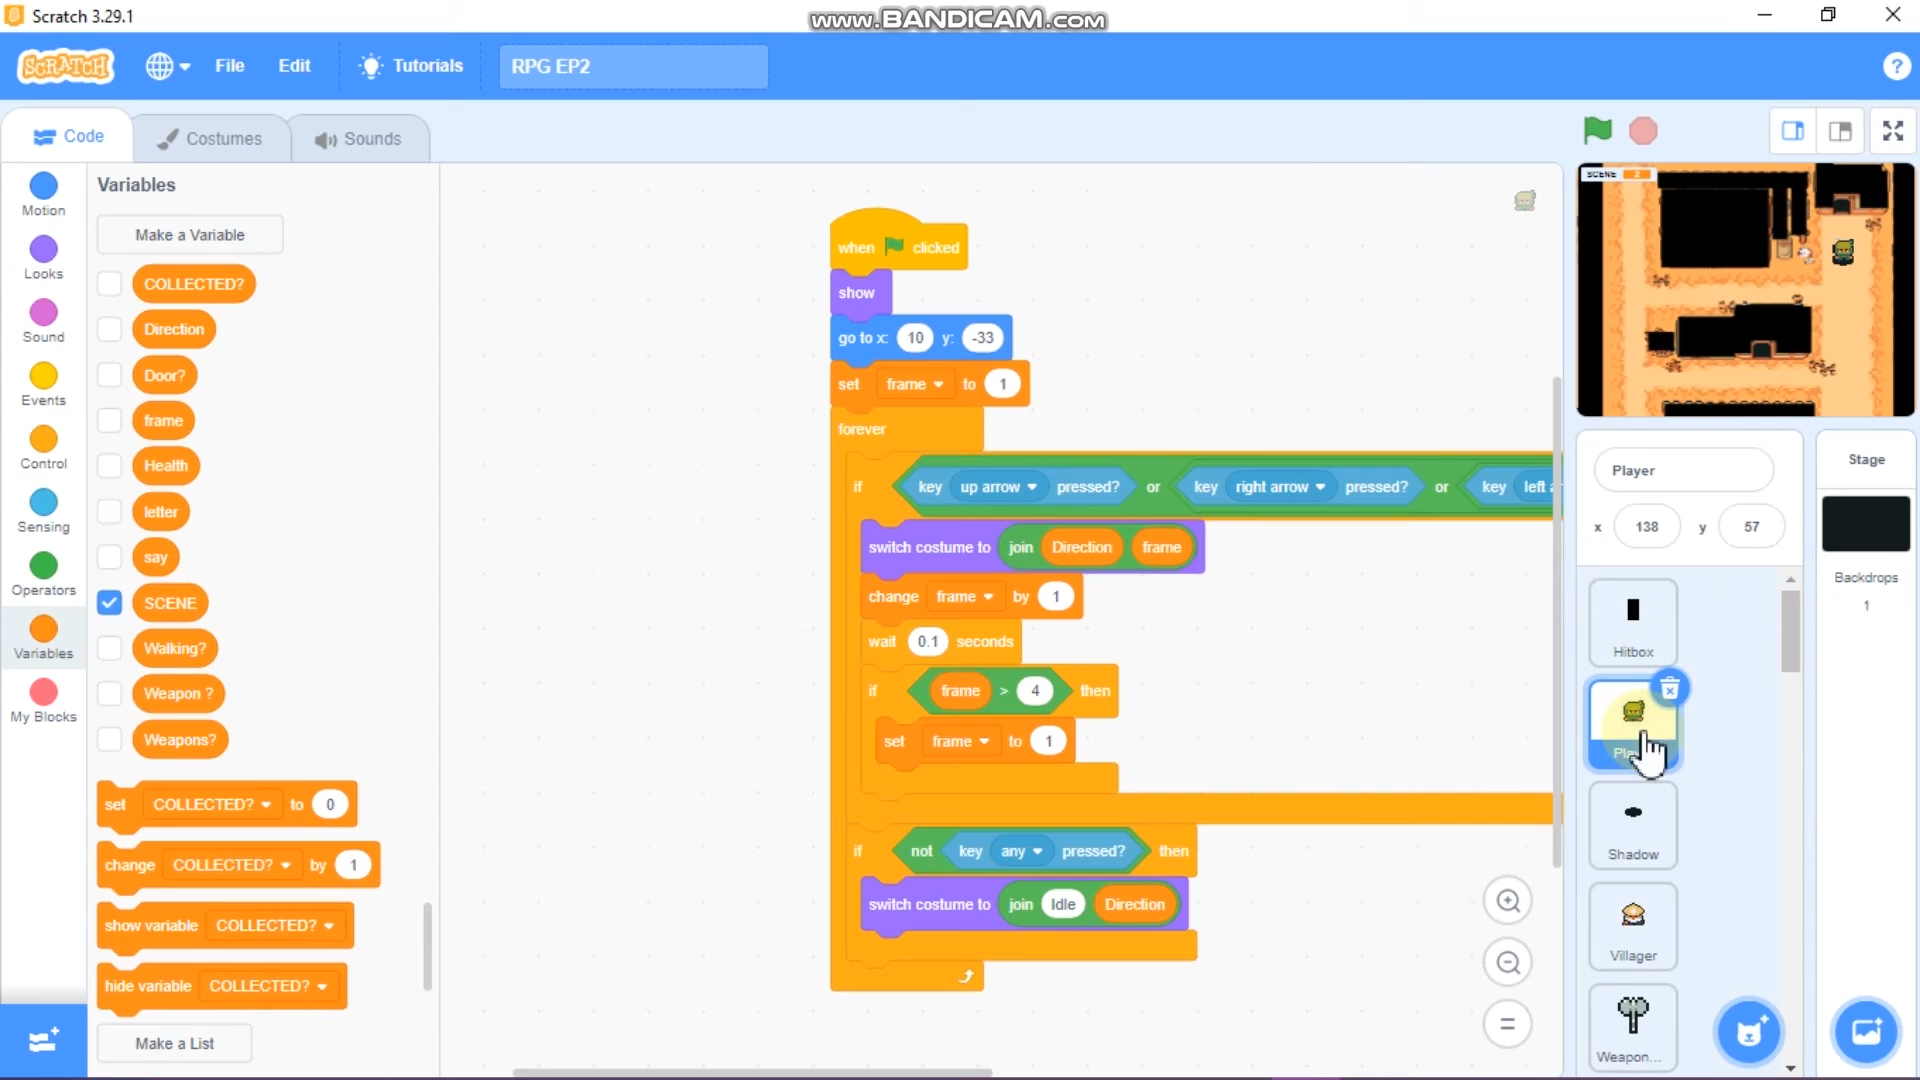 Scratch 3.29.1
www.BANDICAM.com
SCRATCH
File
Edit
Tutorials
RPG EP2
?
Code
Costumes
Sounds
Motion
Looks
Sound
Events
Control
Sensing
Operators
Variables
My Blocks
Variables
Make a Variable
COLLECTED?
Direction
Door?
frame
Health
letter
say
SCENE
Walking?
Weapon ?
Weapons?
set COLLECTED? to 0
change COLLECTED? by 1
show variable COLLECTED?
hide variable COLLECTED?
Make a List
when clicked
show
go to x: 10 y: -33
set frame to 1
forever
if key up arrow pressed? or key right arrow pressed? or key left
switch costume to join Direction frame
change frame by 1
wait 0.1 seconds
if frame > 4 then
set frame to 1
if not key any pressed? then
switch costume to join Idle Direction
SCENE 2
Player
x 138 y 57
Hitbox
Shadow
Villager
Weapon...
Stage
Backdrops
1